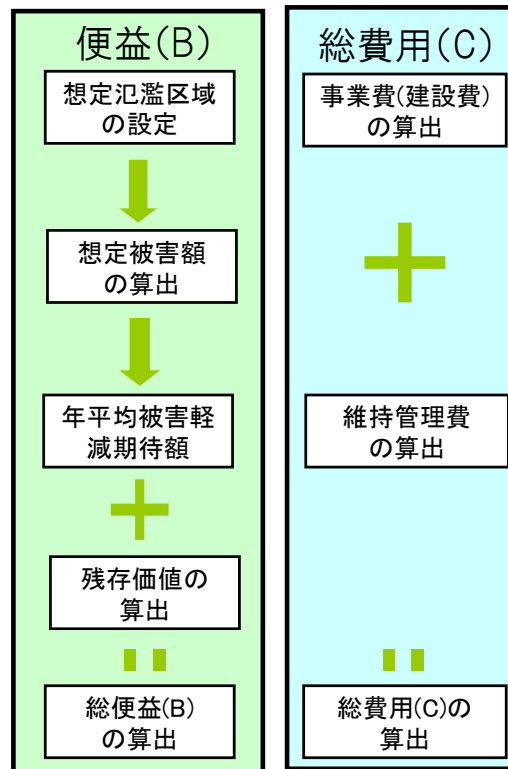 便益(B)
想定氾濫区域
の設定
想定被害額
の算出
年平均被害軽
減期待額
残存価値の
算出
総便益(B)
の算出
総費用(C)
事業費(建設費)
の算出
維持管理費
の算出
総費用(C)の
算出